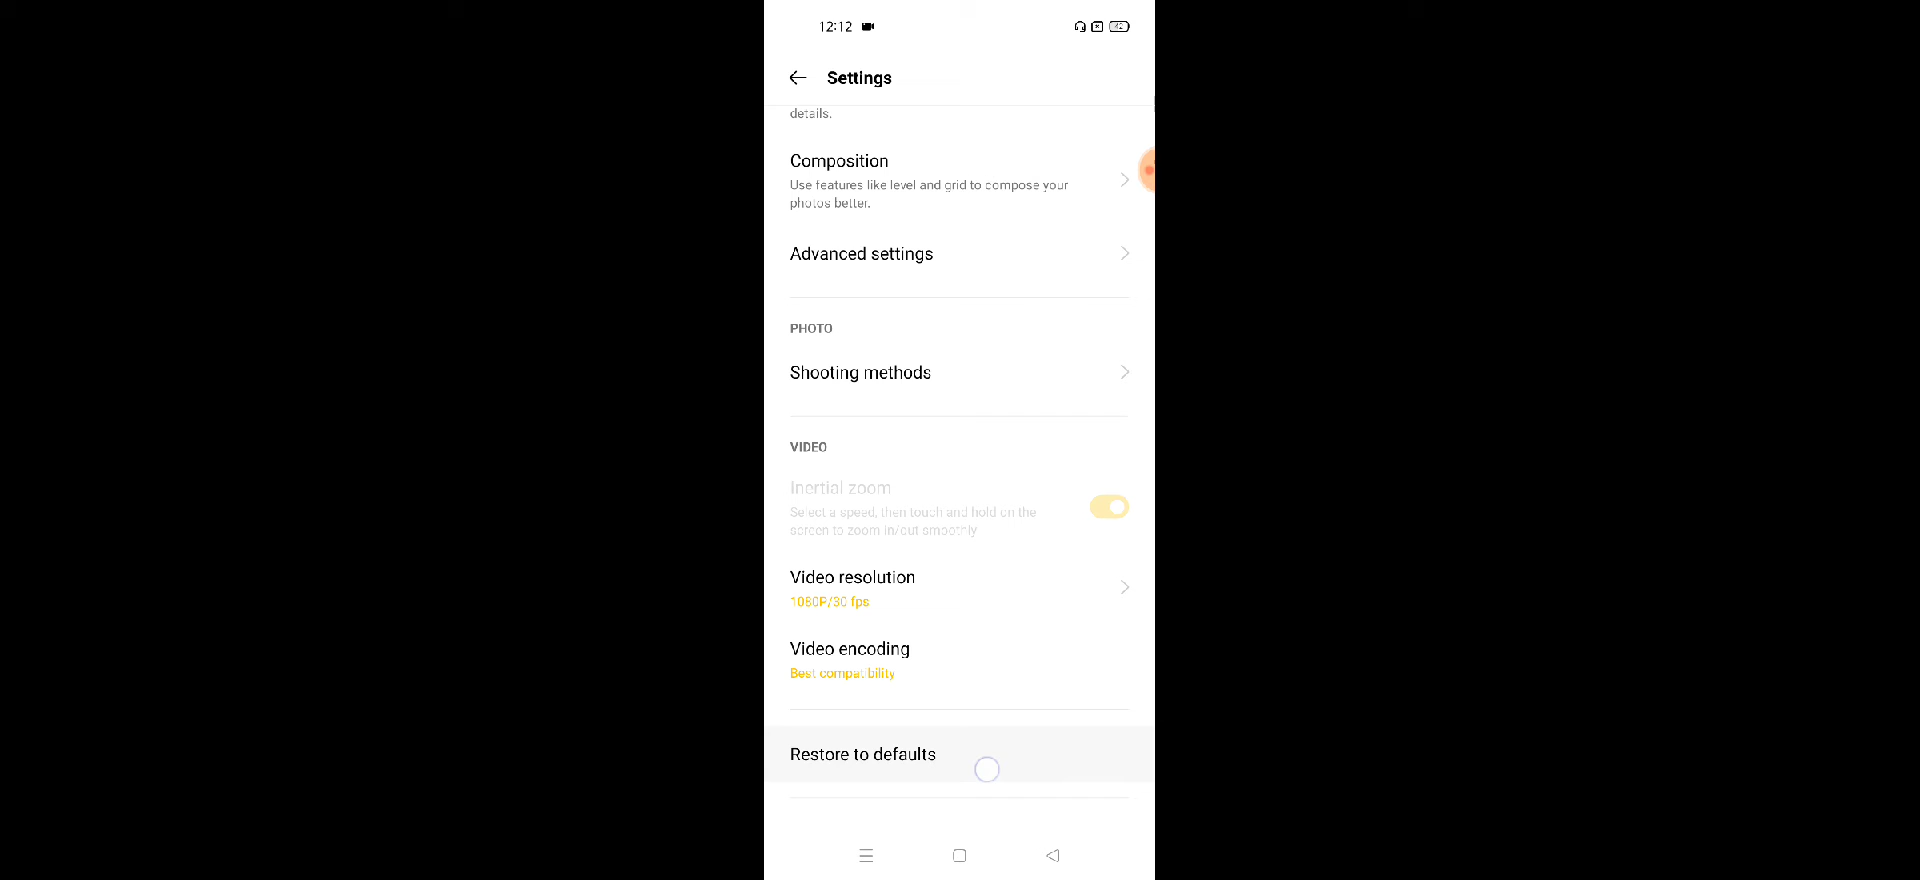 12:12
42
Settings
details.
Composition
Use features like level and grid to compose your
photos better.
Advanced settings
PHOTO
Shooting methods
VIDEO
Inertial zoom
Select a speed, then touch and hold on the
screen to zoom in/out smoothly
Video resolution
1080P/30 fps
Video encoding
Best compatibility
Restore to defaults